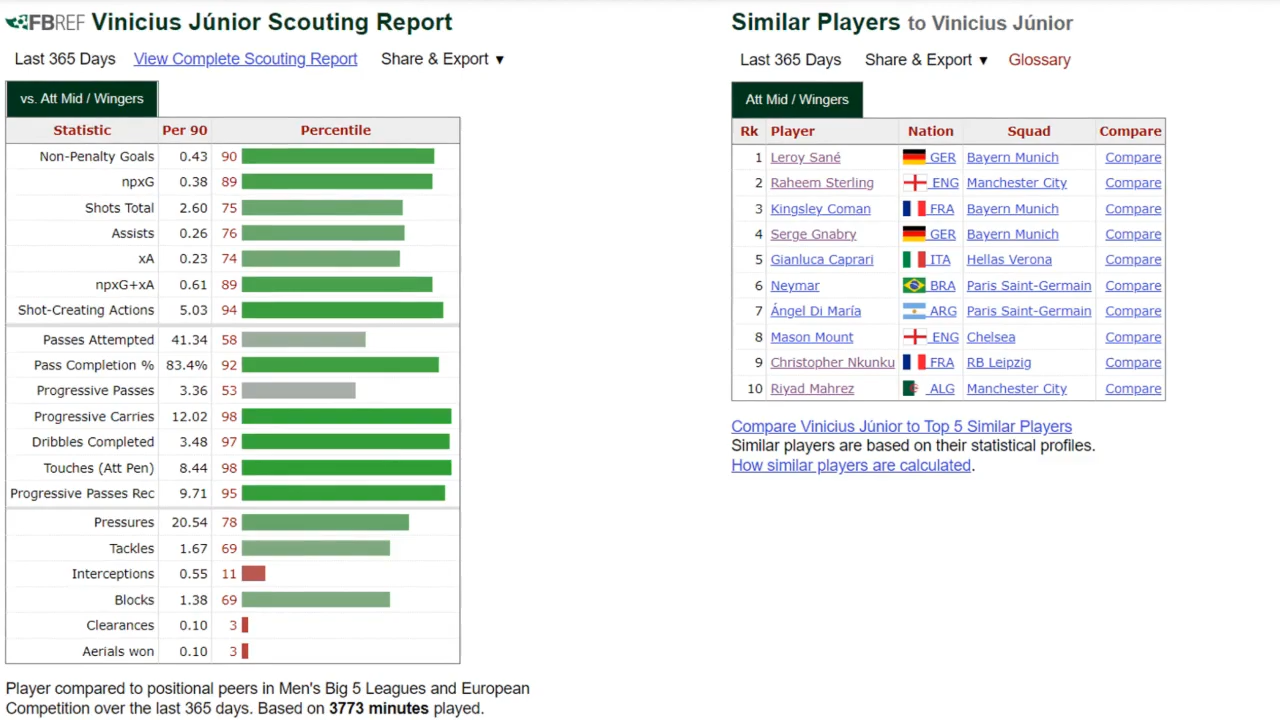 FBREF Vinicius Júnior Scouting Report
Last 365 Days View Complete Scouting Report Share & Export ▼
vs. Att Mid / Wingers
Statistic Per 90 Percentile
Non-Penalty Goals 0.43 90
npxG 0.38 89
Shots Total 2.60 75
Assists 0.26 76
xA 0.23 74
npxG+xA 0.61 89
Shot-Creating Actions 5.03 94
Passes Attempted 41.34 58
Pass Completion % 83.4% 92
Progressive Passes 3.36 53
Progressive Carries 12.02 98
Dribbles Completed 3.48 97
Touches (Att Pen) 8.44 98
Progressive Passes Rec 9.71 95
Pressures 20.54 78
Tackles 1.67 69
Interceptions 0.55 11
Blocks 1.38 69
Clearances 0.10 3
Aerials won 0.10 3
Player compared to positional peers in Men's Big 5 Leagues and European
Competition over the last 365 days. Based on 3773 minutes played.
Similar Players to Vinicius Júnior
Last 365 Days Share & Export ▼ Glossary
Att Mid / Wingers
Rk Player Nation Squad Compare
1 Leroy Sané GER Bayern Munich Compare
2 Raheem Sterling ENG Manchester City Compare
3 Kingsley Coman FRA Bayern Munich Compare
4 Serge Gnabry GER Bayern Munich Compare
5 Gianluca Caprari ITA Hellas Verona Compare
6 Neymar BRA Paris Saint-Germain Compare
7 Ángel Di María ARG Paris Saint-Germain Compare
8 Mason Mount ENG Chelsea Compare
9 Christopher Nkunku FRA RB Leipzig Compare
10 Riyad Mahrez ALG Manchester City Compare
Compare Vinicius Júnior to Top 5 Similar Players
Similar players are based on their statistical profiles.
How similar players are calculated.